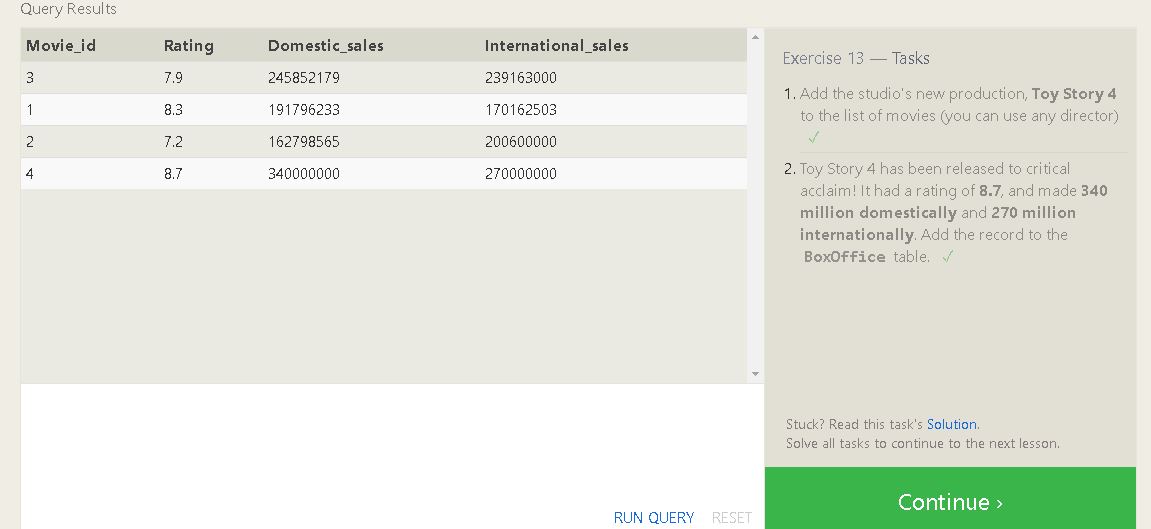 Query Results
Movie_id Rating Domestic_sales International_sales
3 7.9 245852179 239163000
1 8.3 191796233 170162503
2 7.2 162798565 200600000
4 8.7 340000000 270000000
RUN QUERY RESET
Exercise 13 — Tasks
1. Add the studio's new production, Toy Story 4
to the list of movies (you can use any director)
✓
2. Toy Story 4 has been released to critical
acclaim! It had a rating of 8.7, and made 340
million domestically and 270 million
internationally. Add the record to the
BoxOffice table. ✓
Stuck? Read this task's Solution.
Solve all tasks to continue to the next lesson.
Continue ›